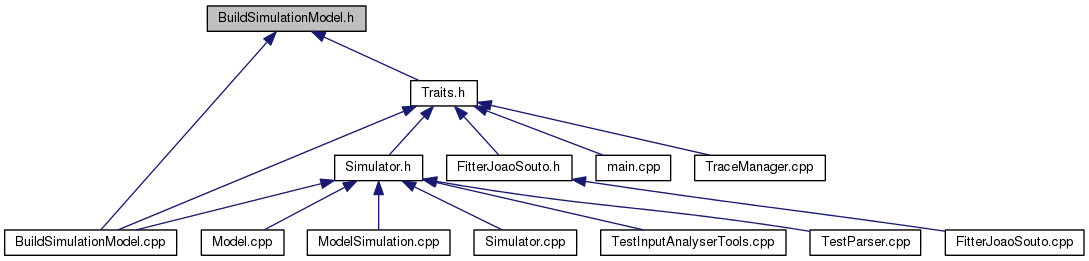 BuildSimulationModel.h
Traits.h
Simulator.h
FitterJoaoSouto.h
main.cpp
TraceManager.cpp
BuildSimulationModel.cpp
Model.cpp
ModelSimulation.cpp
Simulator.cpp
TestInputAnalyserTools.cpp
TestParser.cpp
FitterJoaoSouto.cpp